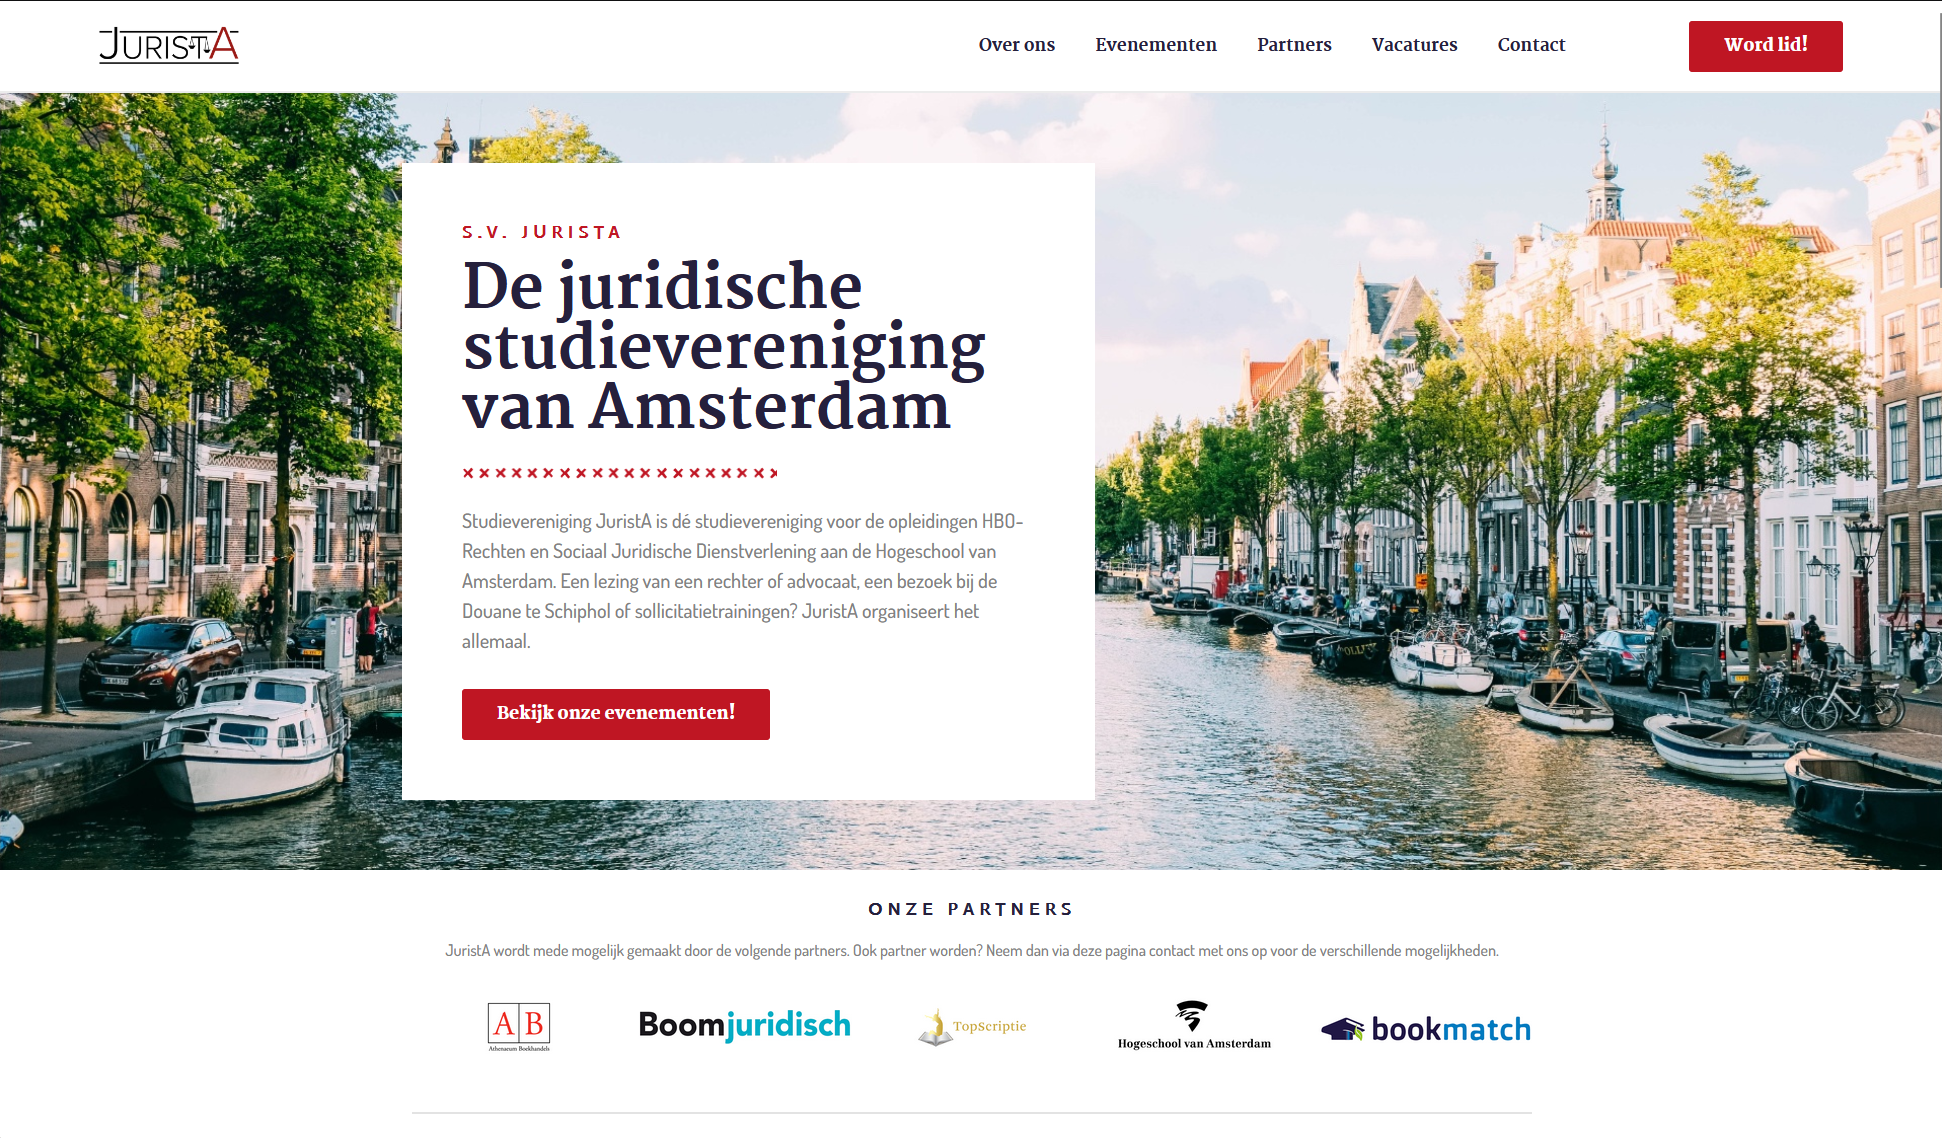 JURISTA
Over ons
Evenementen
Partners
Vacatures
Contact
Word lid!
S.V. JURISTA
De juridische
studievereniging
van Amsterdam
Studievereniging JuristA is dé studievereniging voor de opleidingen HBO-
Rechten en Sociaal Juridische Dienstverlening aan de Hogeschool van
Amsterdam. Een lezing van een rechter of advocaat, een bezoek bij de
Douane te Schiphol of sollicitatietrainingen? JuristA organiseert het
allemaal.
Bekijk onze evenementen!
ONZE PARTNERS
JuristA wordt mede mogelijk gemaakt door de volgende partners. Ook partner worden? Neem dan via deze pagina contact met ons op voor de verschillende mogelijkheden.
AB
Athenaeum Boekhandels
Boomjuridisch
TopScriptie
Hogeschool van Amsterdam
bookmatch